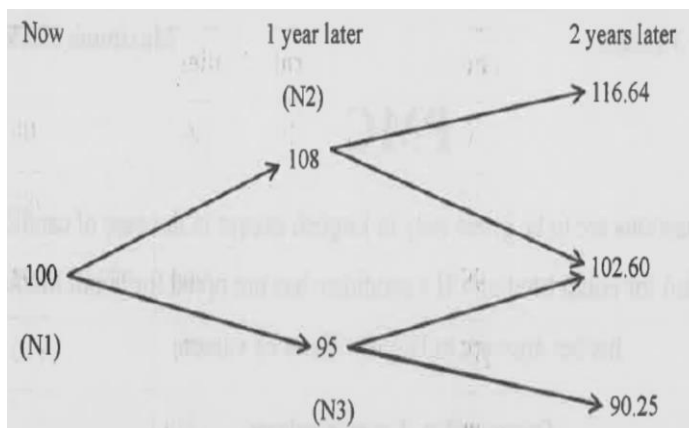 Now 1 year later 2 years later
(N2) 116.64
108
100 102.60
(N1) 95
(N3) 90.25